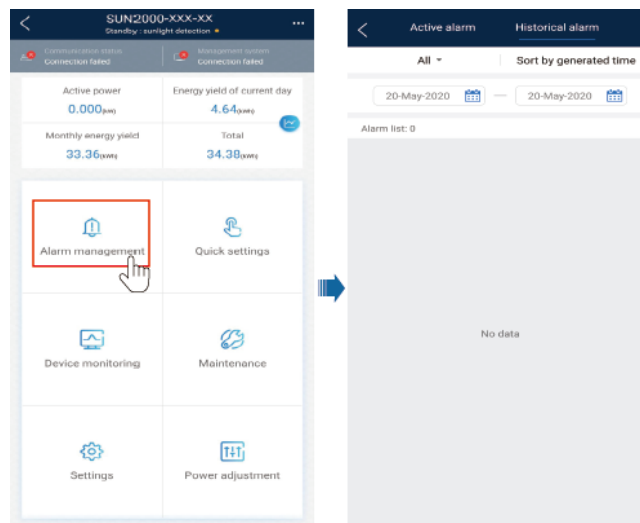 SUN2000-XXX-XX
Standby : sunlight detection
Communication status
Connection failed
Management system
Connection failed
Active power
0.000(kW)
Energy yield of current day
4.64(kWh)
Monthly energy yield
33.36(kWh)
Total
34.38(kWh)
Alarm management
Quick settings
Device monitoring
Maintenance
Settings
Power adjustment
Active alarm
Historical alarm
All
Sort by generated time
20-May-2020 — 20-May-2020
Alarm list: 0
No data